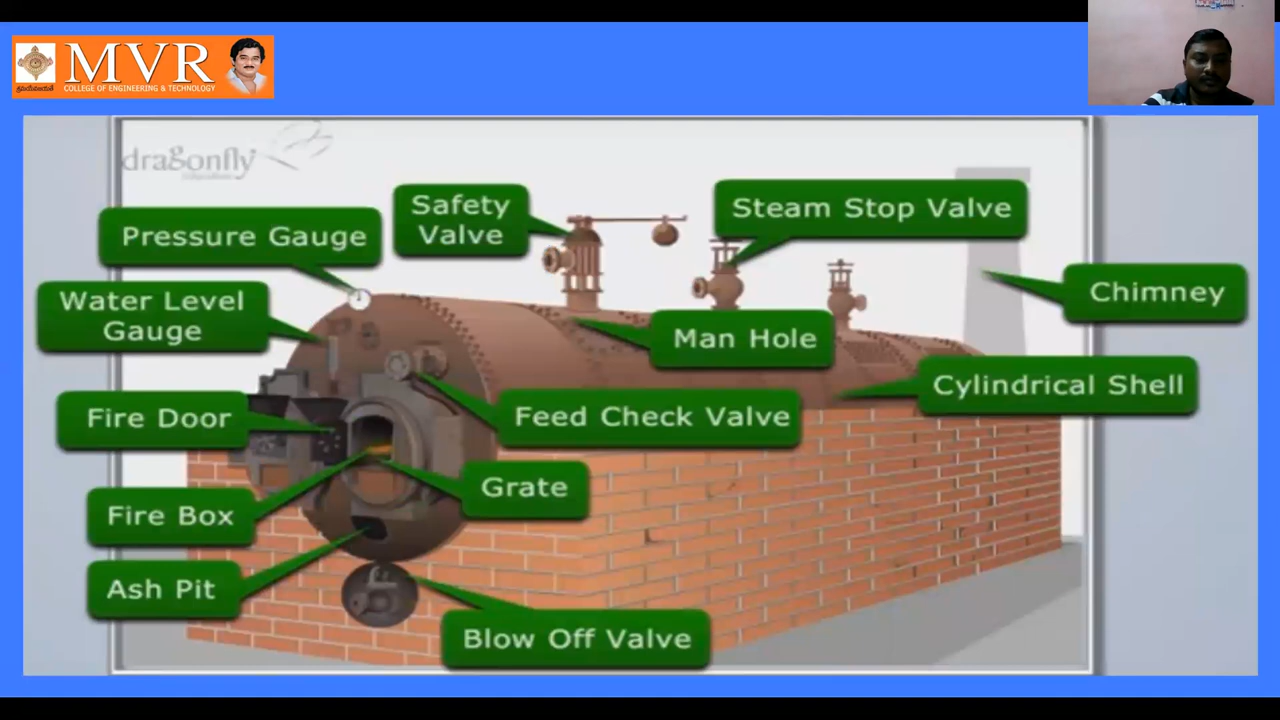 MVR
COLLEGE OF ENGINEERING & TECHNOLOGY
dragonfly
Safety
Valve
Steam Stop Valve
Pressure Gauge
Water Level
Gauge
Chimney
Man Hole
Cylindrical Shell
Fire Door
Feed Check Valve
Grate
Fire Box
Ash Pit
Blow Off Valve